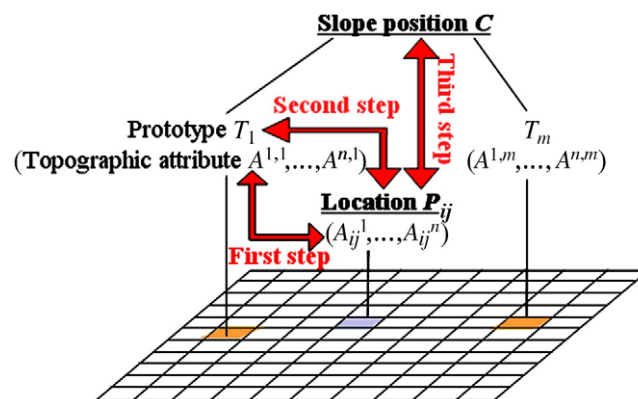 Slope position C
Third step
Second step
Prototype T₁
(Topographic attribute A¹,¹,...,Aⁿ,¹)
Tₘ
(A¹,ᵐ,...,Aⁿ,ᵐ)
Location Pᵢⱼ
(Aᵢⱼ¹,...,Aᵢⱼⁿ)
First step